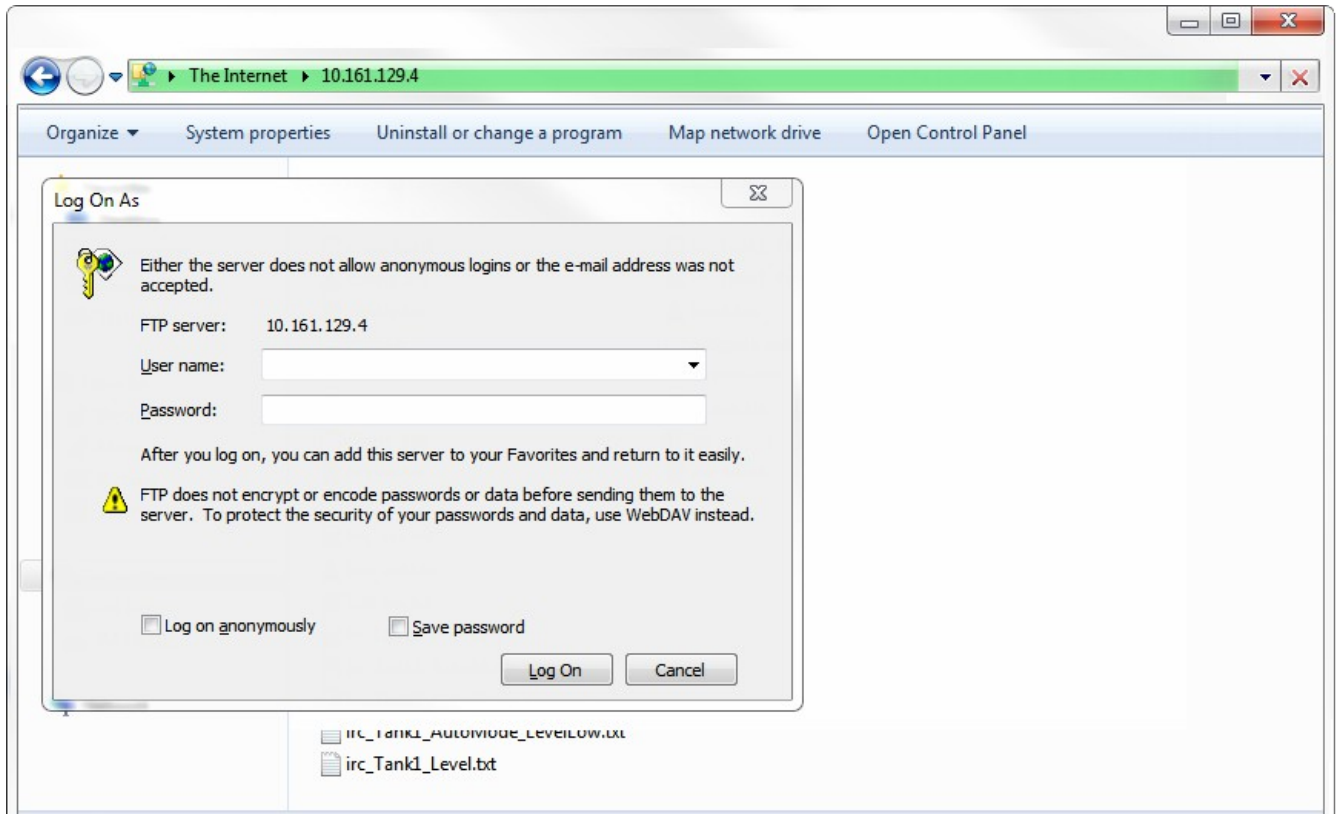 The Internet 10.161.129.4
Organize System properties Uninstall or change a program Map network drive Open Control Panel
Log On As
Either the server does not allow anonymous logins or the e-mail address was not
accepted.
FTP server: 10.161.129.4
User name:
Password:
After you log on, you can add this server to your Favorites and return to it easily.
FTP does not encrypt or encode passwords or data before sending them to the
server. To protect the security of your passwords and data, use WebDAV instead.
Log on anonymously Save password
Log On Cancel
irc_Tank1_AutoMode_LevelLow.txt
irc_Tank1_Level.txt